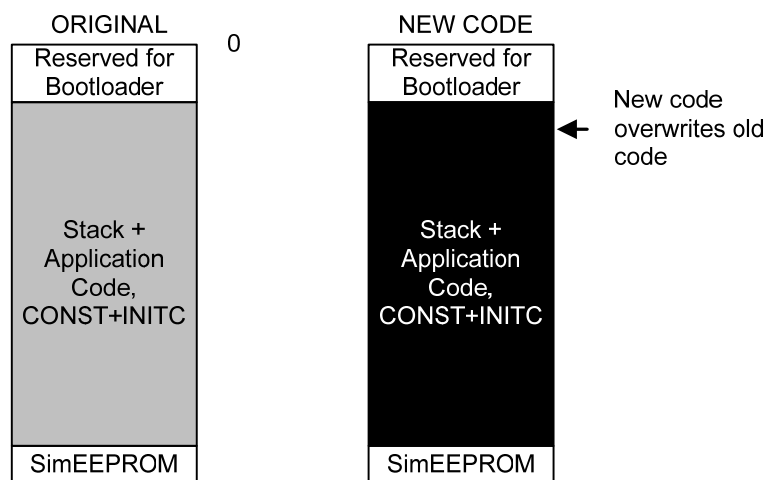 ORIGINAL
0
Reserved for
Bootloader
Stack +
Application
Code,
CONST+INITC
SimEEPROM
NEW CODE
Reserved for
Bootloader
Stack +
Application
Code,
CONST+INITC
SimEEPROM
New code
overwrites old
code